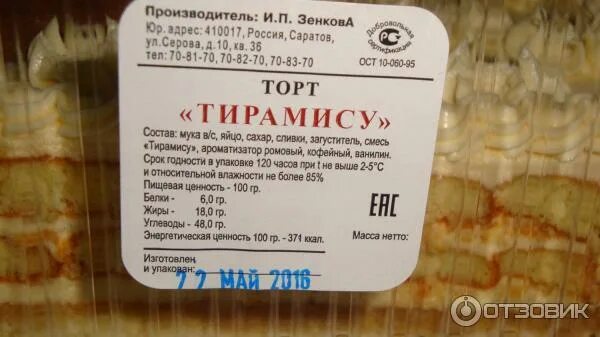 Производитель: И.П. ЗенковА
Юр. адрес: 410017, Россия, Саратов,
ул.Серова, д.10, кв. 36
тел: 70-81-70, 70-82-70, 70-83-70
Добровольная
сертификация
ОСТ 10-060-95
ТОРТ
«ТИРАМИСУ»
Состав: мука в/с, яйцо, сахар, сливки, загуститель, смесь
«Тирамису», ароматизатор ромовый, кофейный, ванилин.
Срок годности в упаковке 120 часов при t не выше 2-5°С
и относительной влажности не более 85%
Пищевая ценность - 100 гр.
Белки - 6,0 гр.
Жиры - 18,0 гр.
Углеводы - 48,0 гр.
Энергетическая ценность 100 гр.- 371 ккал.
ЕАС
Масса нетто:
Изготовлен
и упакован:
22 МАЙ 2016
ОТЗОВИК